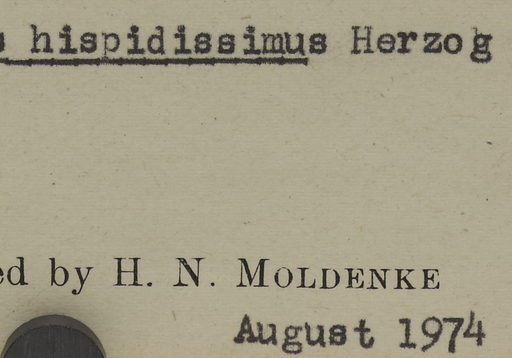 hispidissimus Herzog
ed by H. N. MOLDENKE
August 1974